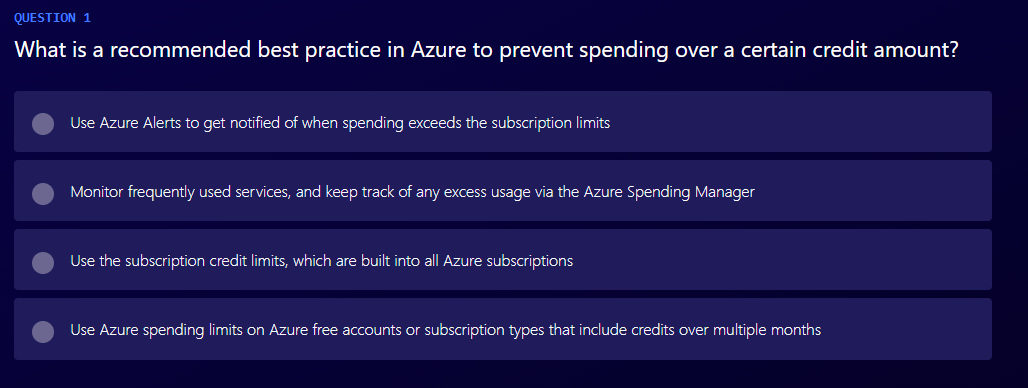 QUESTION 1
What is a recommended best practice in Azure to prevent spending over a certain credit amount?
Use Azure Alerts to get notified of when spending exceeds the subscription limits
Monitor frequently used services, and keep track of any excess usage via the Azure Spending Manager
Use the subscription credit limits, which are built into all Azure subscriptions
Use Azure spending limits on Azure free accounts or subscription types that include credits over multiple months